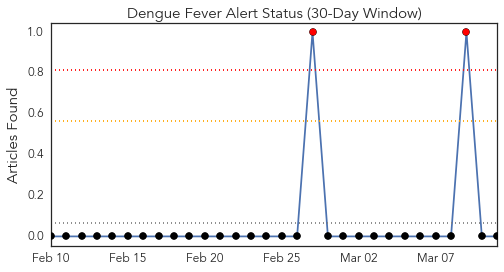 Dengue Fever Alert Status (30-Day Window)
Articles Found
1.0
0.8
0.6
0.4
0.2
0.0
Feb 10
Feb 15
Feb 20
Feb 25
Mar 02
Mar 07